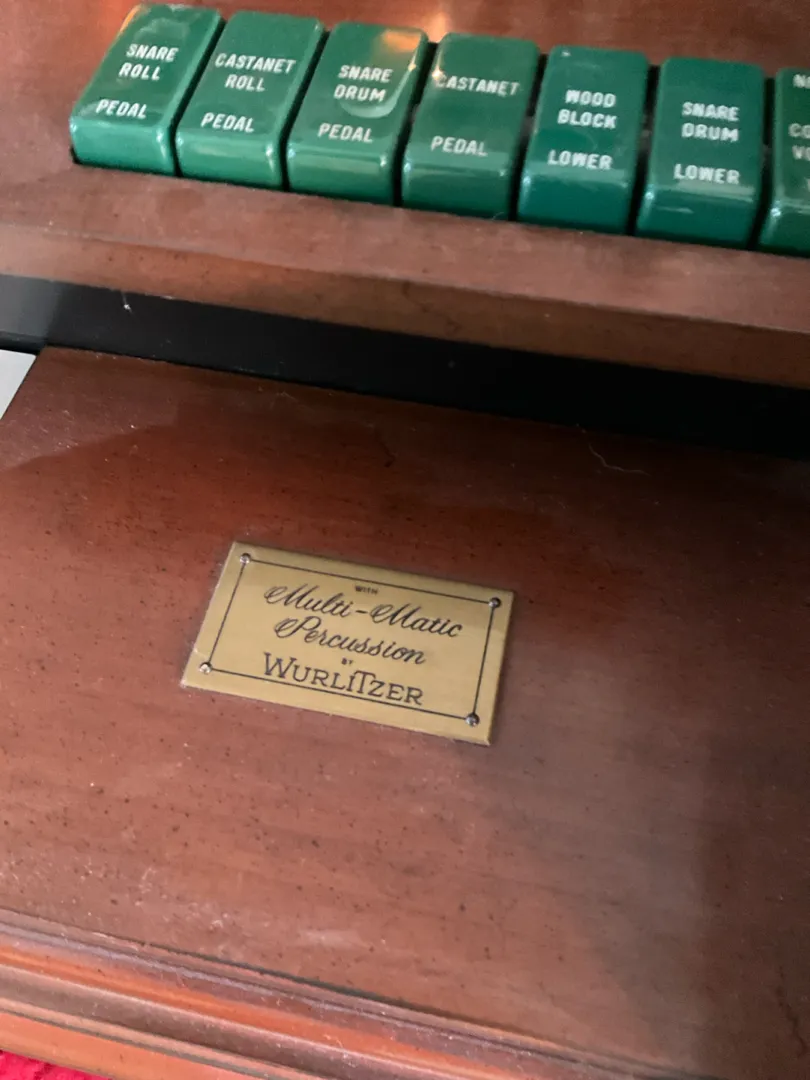 SNARE
ROLL
PEDAL
CASTANET
ROLL
PEDAL
SNARE
DRUM
PEDAL
CASTANET
PEDAL
WOOD
BLOCK
LOWER
SNARE
DRUM
LOWER
WITH
Multi-Matic
Percussion
BY
WURLITZER